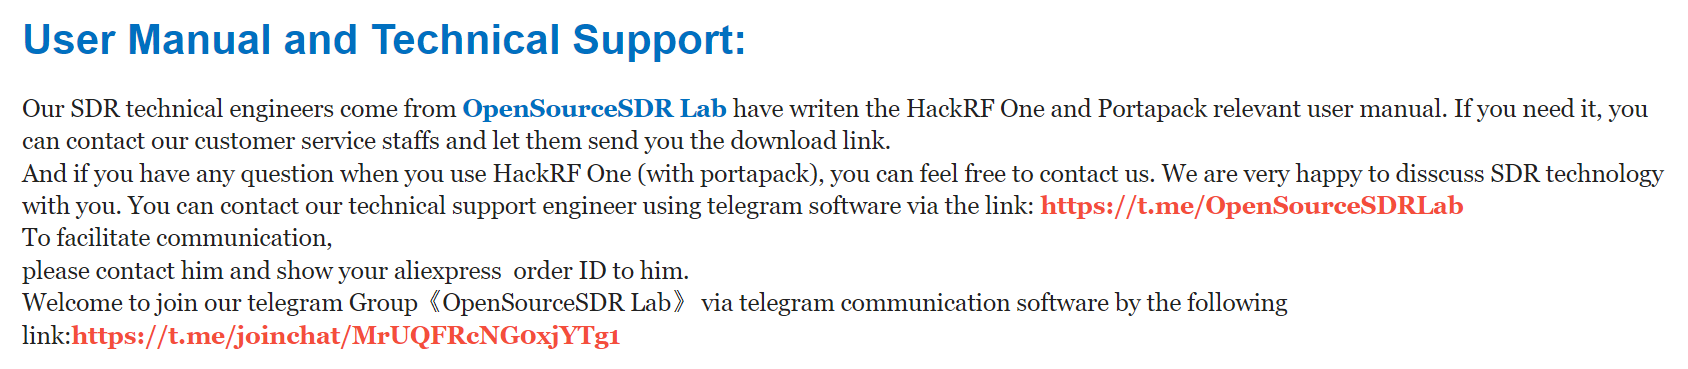 User Manual and Technical Support:
Our SDR technical engineers come from OpenSourceSDR Lab have writen the HackRF One and Portapack relevant user manual. If you need it, you
can contact our customer service staffs and let them send you the download link.
And if you have any question when you use HackRF One (with portapack), you can feel free to contact us. We are very happy to disscuss SDR technology
with you. You can contact our technical support engineer using telegram software via the link: https://t.me/OpenSourceSDRLab
To facilitate communication,
please contact him and show your aliexpress  order ID to him.
Welcome to join our telegram Group《OpenSourceSDR Lab》 via telegram communication software by the following
link:https://t.me/joinchat/MrUQFRcNG0xjYTg1